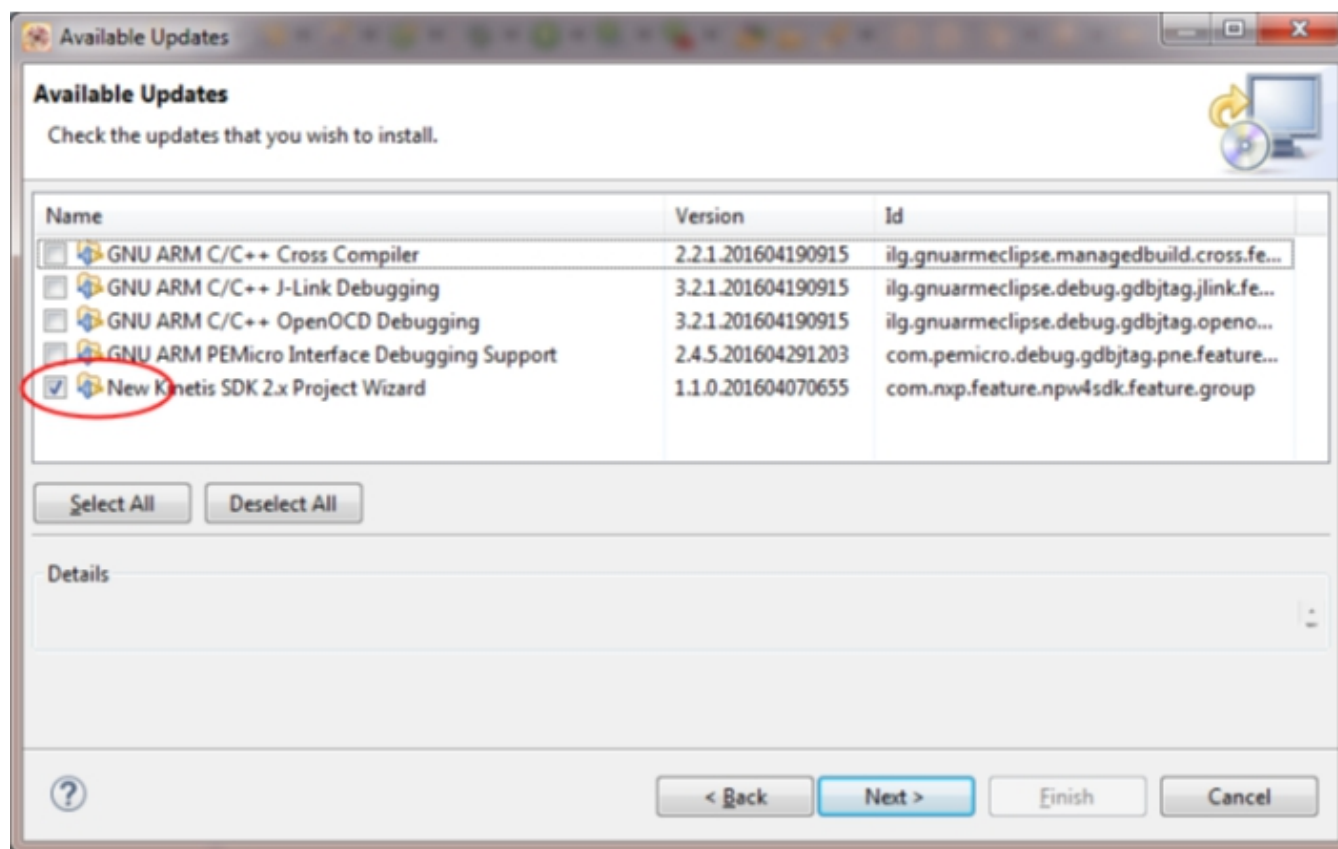 Available Updates
Available Updates
Check the updates that you wish to install.
Name Version Id
GNU ARM C/C++ Cross Compiler 2.2.1.201604190915 ilg.gnuarmeclipse.managedbuild.cross.fe...
GNU ARM C/C++ J-Link Debugging 3.2.1.201604190915 ilg.gnuarmeclipse.debug.gdbjtag.jlink.fe...
GNU ARM C/C++ OpenOCD Debugging 3.2.1.201604190915 ilg.gnuarmeclipse.debug.gdbjtag.openo...
GNU ARM PEMicro Interface Debugging Support 2.4.5.201604291203 com.pemicro.debug.gdbjtag.pne.feature...
New Kinetis SDK 2.x Project Wizard 1.1.0.201604070655 com.nxp.feature.npw4sdk.feature.group
Select All Deselect All
Details
? < Back Next > Finish Cancel